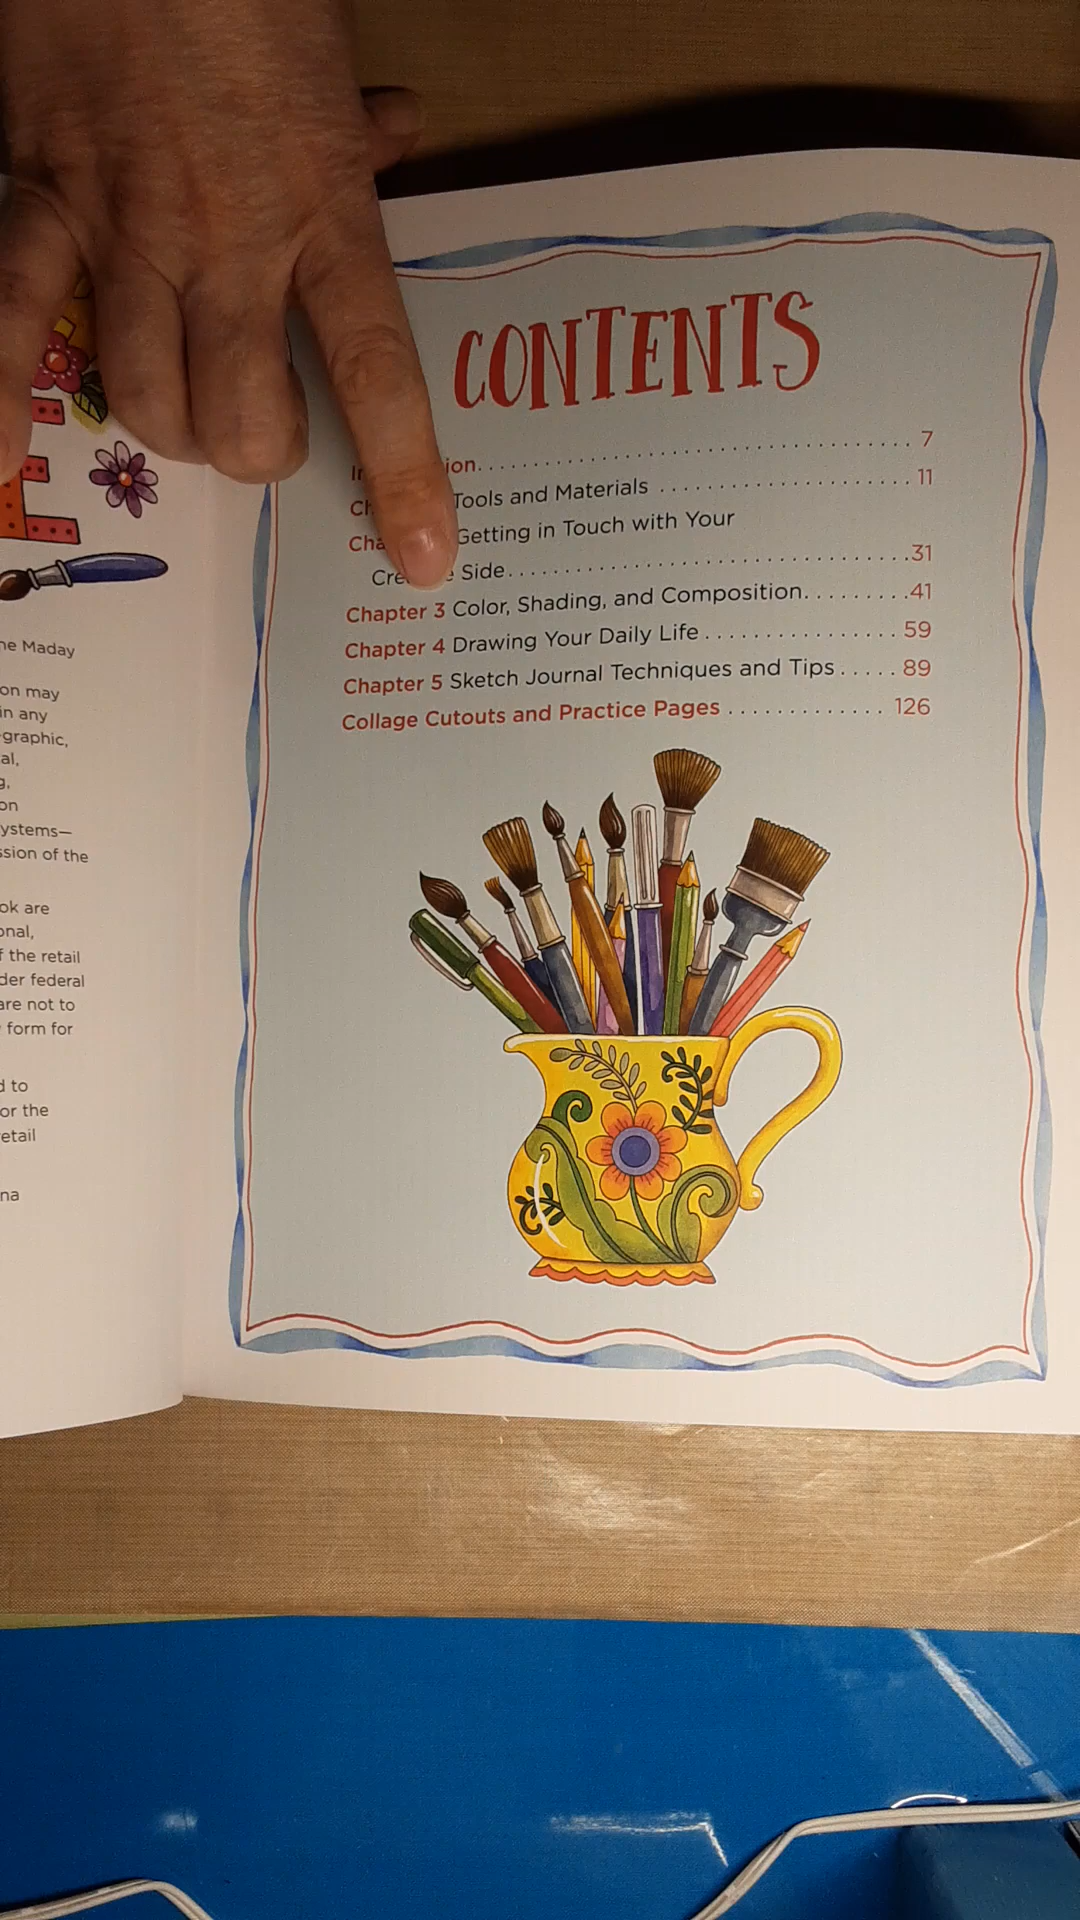 E
ne Maday
on may
in any
graphic,
al,
g,
on
ystems—
ssion of the
ok are
onal,
f the retail
der federal
are not to
form for
d to
or the
etail
na
CONTENTS
ion. . . . . . . . . . . . . . . . . . . . . . . . . . . . . . . . . 7
Tools and Materials . . . . . . . . . . . . . . . . . . . . . 11
Getting in Touch with Your
Side. . . . . . . . . . . . . . . . . . . . . . . . . . . . . . . . .31
Chapter 3 Color, Shading, and Composition. . . . . . . . .41
Chapter 4 Drawing Your Daily Life . . . . . . . . . . . . . . . . 59
Chapter 5 Sketch Journal Techniques and Tips . . . . . 89
Collage Cutouts and Practice Pages . . . . . . . . . . . . . 126